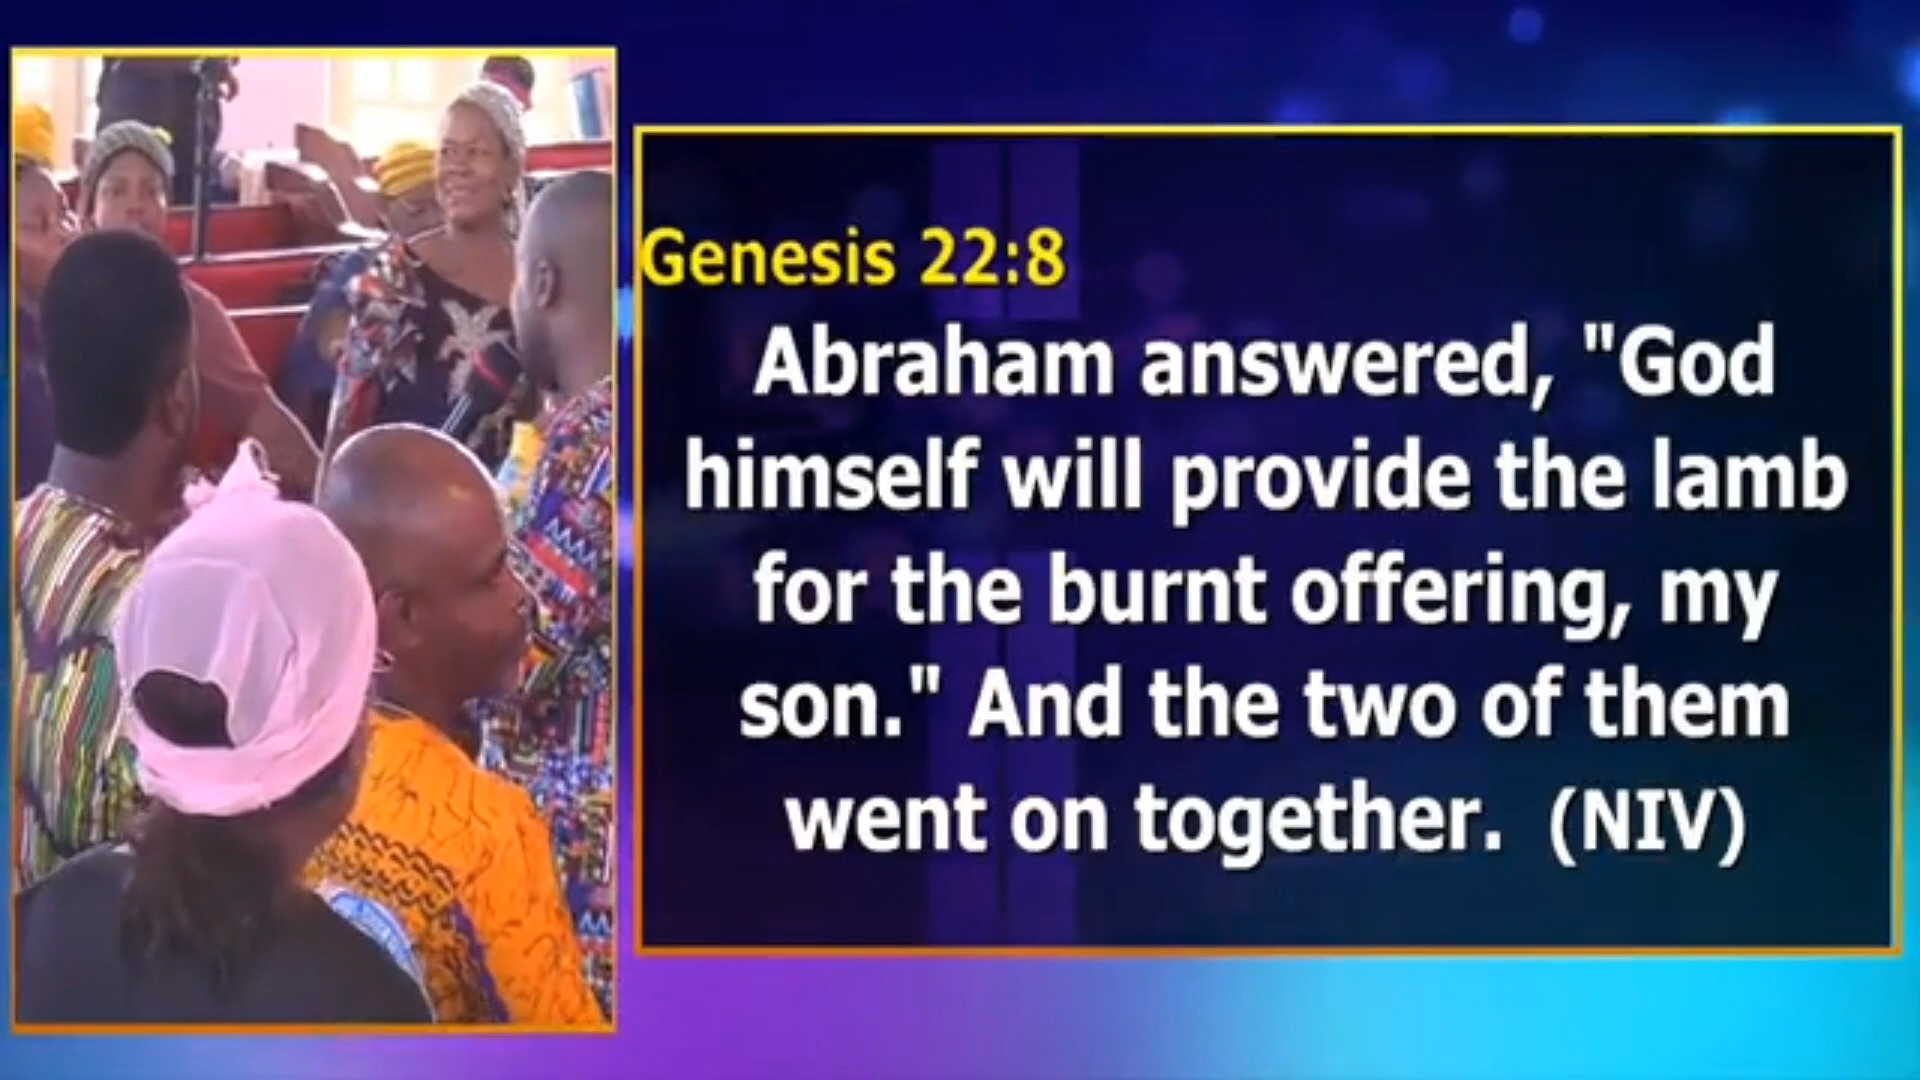 Genesis 22:8
Abraham answered, "God
himself will provide the lamb
for the burnt offering, my
son." And the two of them
went on together. (NIV)